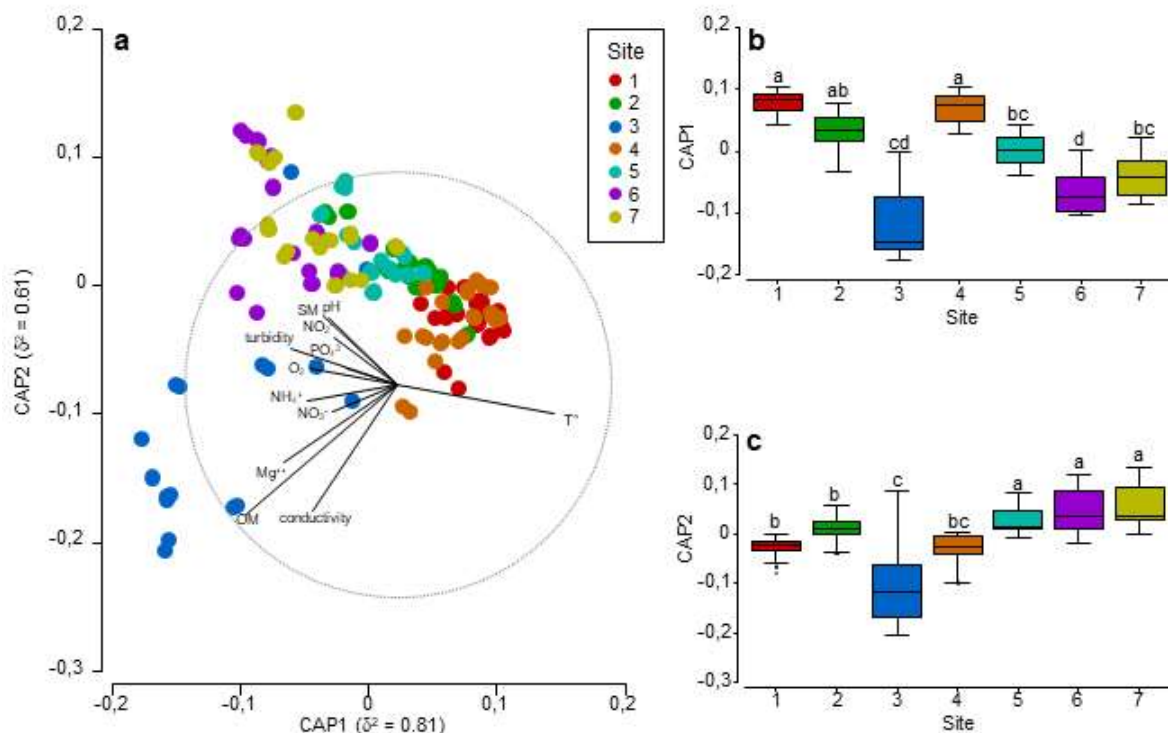 a
0,2
0,1
0
-0,1
-0,2
-0,3
CAP2 (δ² = 0.61)
-0,2
-0,1
0
0,1
0,2
CAP1 (δ² = 0.81)
Site
1
2
3
4
5
6
7
SM pH
NO₂⁻
turbidity
PO₄⁻³
O₂
NH₄⁺
NO₃⁻
T°
Mg⁺⁺
OM
conductivity
b
0,2
0,1
0
-0,1
-0,2
CAP1
a
ab
cd
a
bc
d
bc
1 2 3 4 5 6 7
Site
c
0,2
0,1
0
-0,1
-0,2
-0,3
CAP2
b
b
c
bc
a
a
a
1 2 3 4 5 6 7
Site